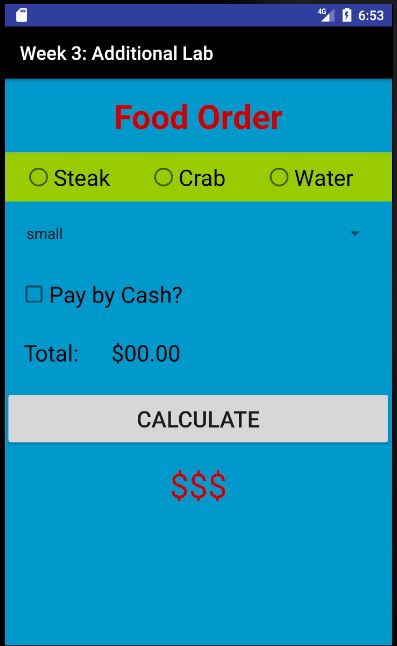 4G 6:53
Week 3: Additional Lab
Food Order
Steak Crab Water
small
Pay by Cash?
Total: $00.00
CALCULATE
$$$